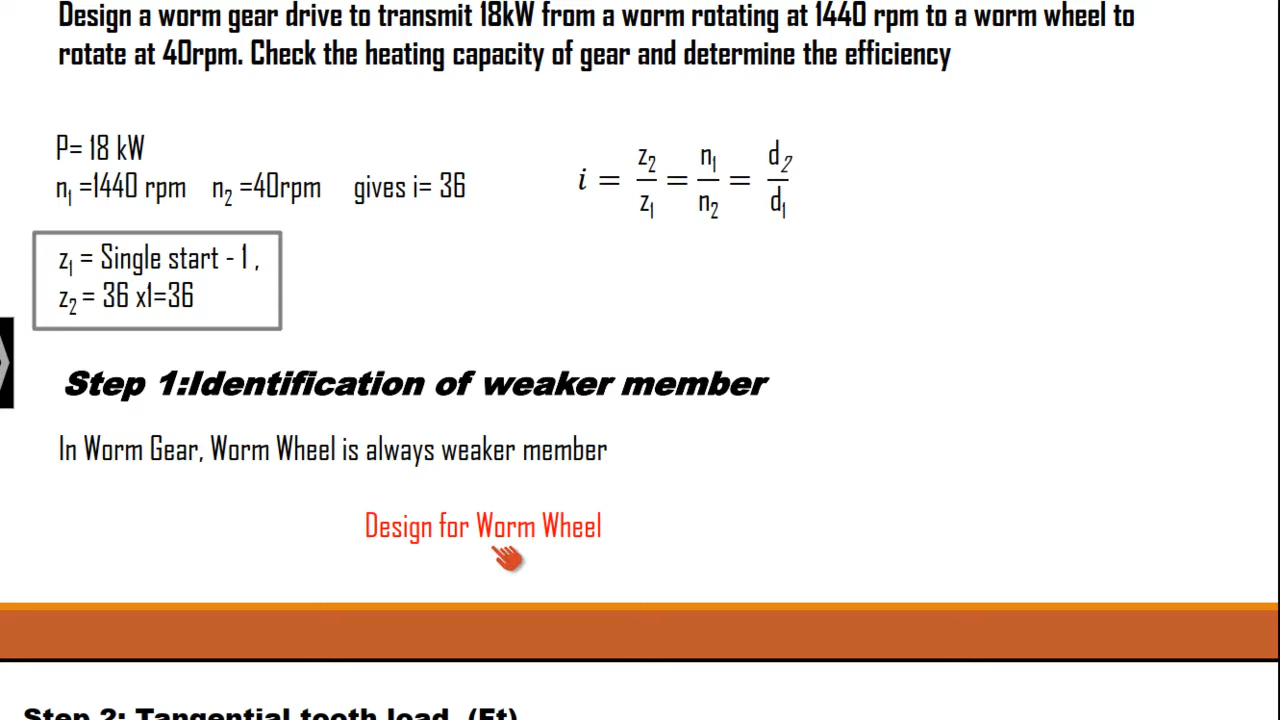 Design a worm gear drive to transmit 18kW from a worm rotating at 1440 rpm to a worm wheel to
rotate at 40rpm. Check the heating capacity of gear and determine the efficiency
P= 18 kW
n₁ =1440 rpm n₂ =40rpm gives i= 36
i = z₂/z₁ = n₁/n₂ = d₂/d₁
z₁ = Single start - 1 ,
z₂ = 36 x1=36
Step 1:Identification of weaker member
In Worm Gear, Worm Wheel is always weaker member
Design for Worm Wheel
Step 2: Tangential tooth load (Ft)